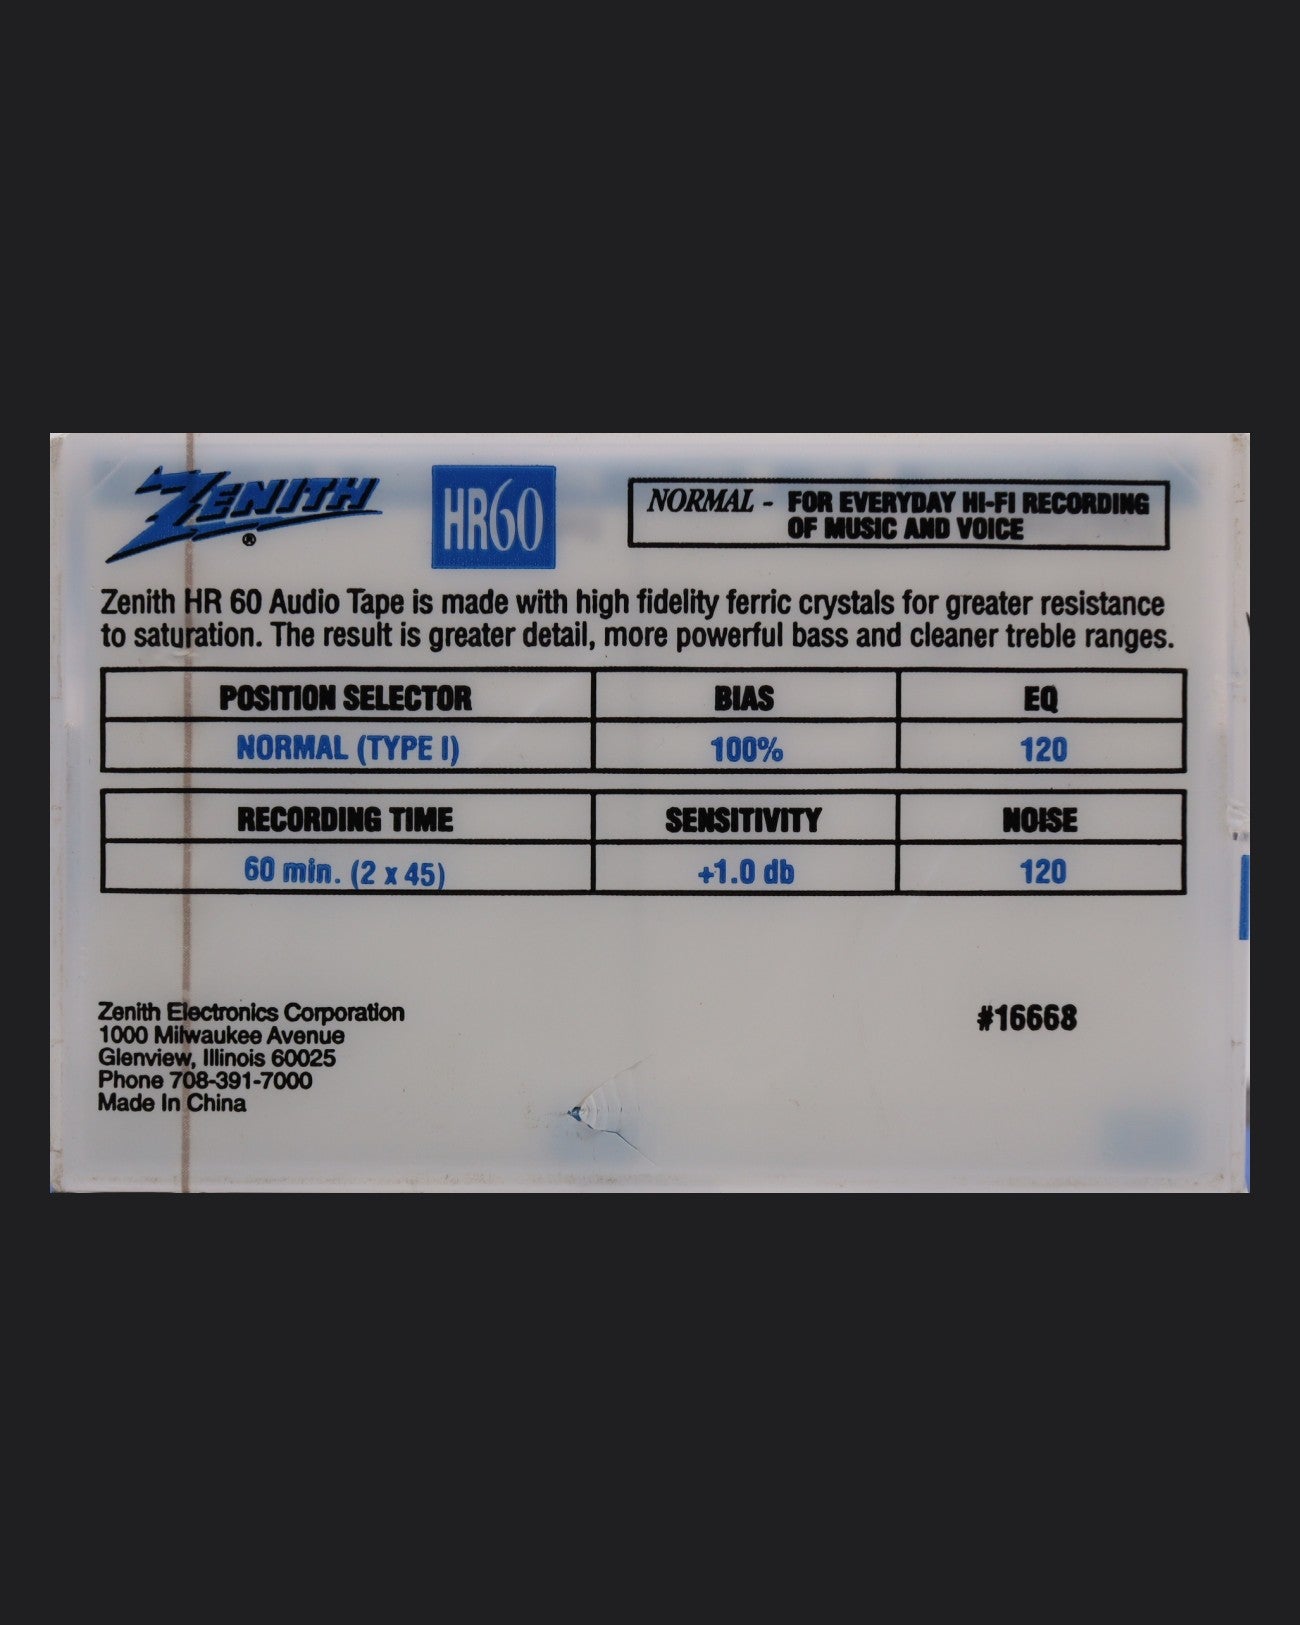 ZENITH®
HR60
NORMAL - FOR EVERYDAY HI-FI RECORDING
OF MUSIC AND VOICE
Zenith HR 60 Audio Tape is made with high fidelity ferric crystals for greater resistance
to saturation. The result is greater detail, more powerful bass and cleaner treble ranges.
POSITION SELECTOR BIAS EQ
NORMAL (TYPE I) 100% 120
RECORDING TIME SENSITIVITY NOISE
60 min. (2 x 45) +1.0 db 120
Zenith Electronics Corporation
1000 Milwaukee Avenue
Glenview, Illinois 60025
Phone 708-391-7000
Made In China
#16668